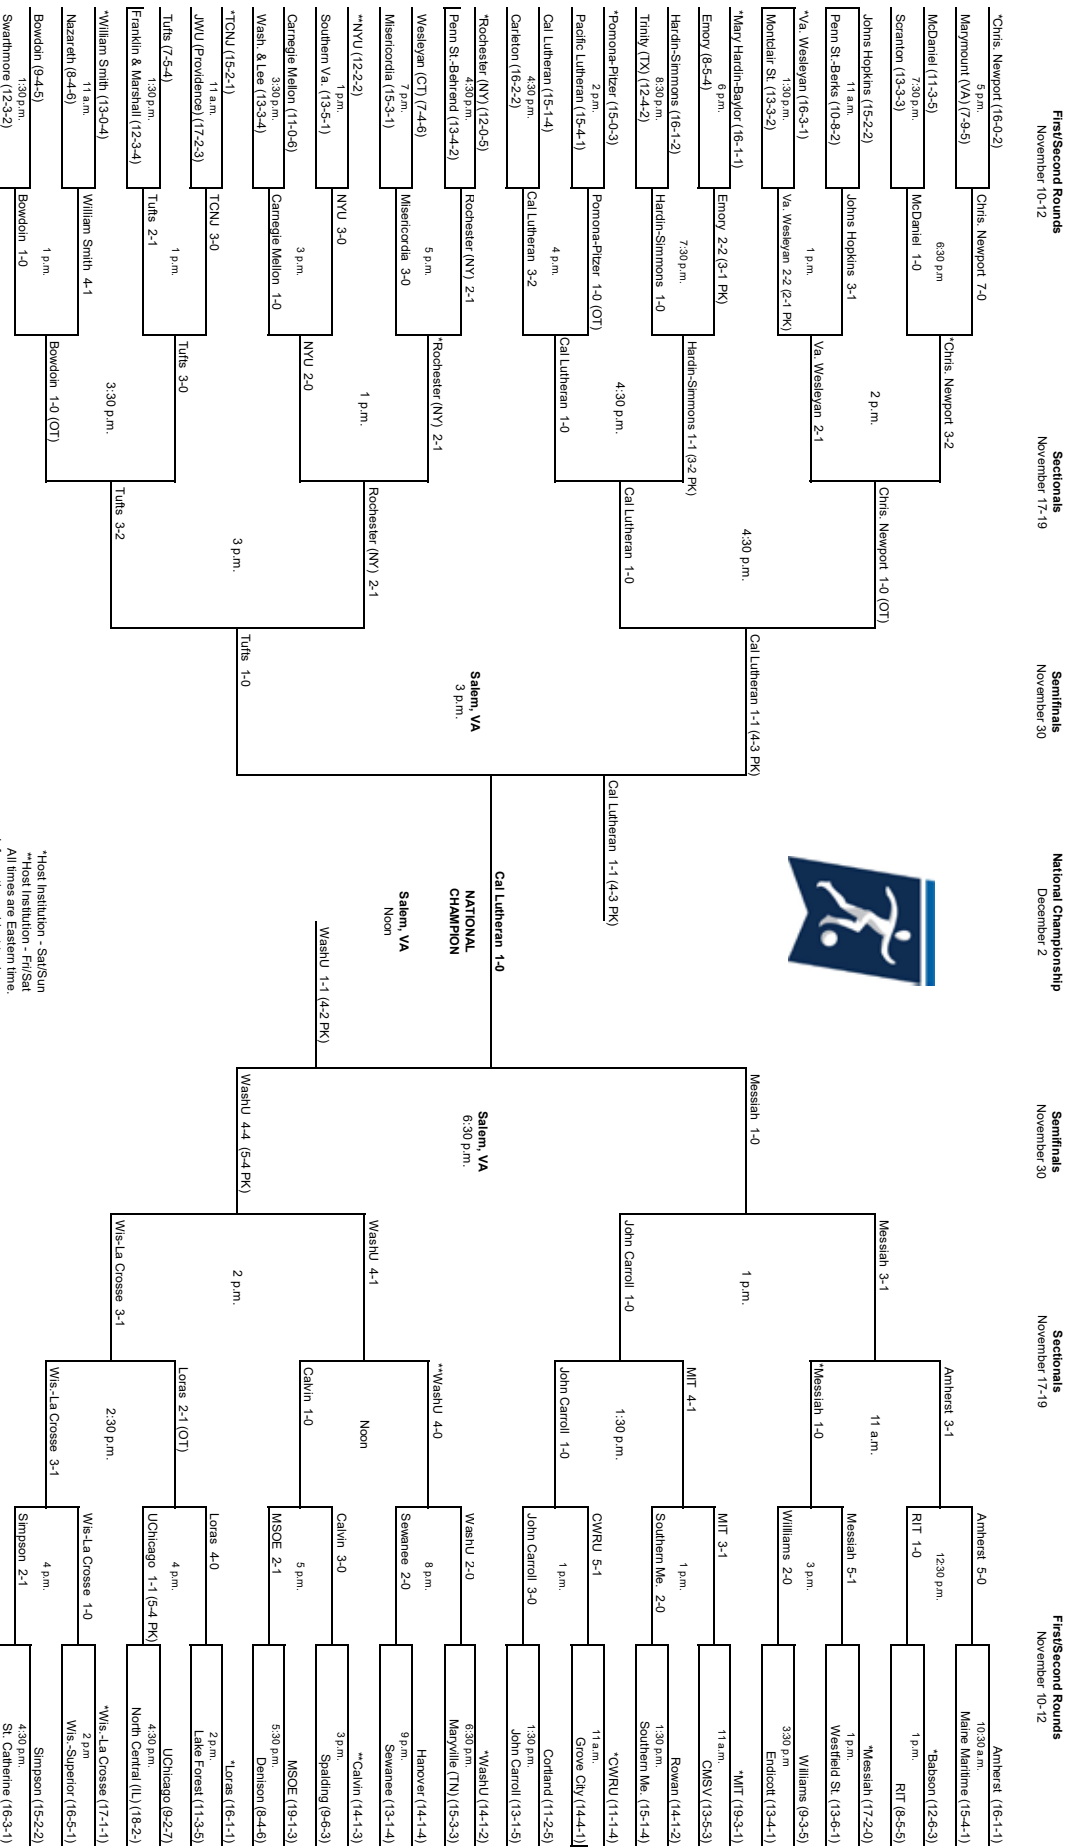 First/Second Rounds
November 10-12
Sectionals
November 17-19
Semifinals
November 30
National Championship
December 2
Semifinals
November 30
Sectionals
November 17-19
First/Second Rounds
November 10-12
*Chris. Newport (16-0-2)
5 p.m.
Marymount (VA) (7-9-5)
McDaniel (11-3-5)
7:30 p.m.
Scranton (13-3-3)
Johns Hopkins (15-2-2)
11 a.m.
Penn St.-Berks (10-8-2)
*Va. Wesleyan (16-3-1)
1:30 p.m.
Montclair St. (13-3-2)
*Mary Hardin-Baylor (16-1-1)
6 p.m.
Emory (8-5-4)
Hardin-Simmons (16-1-2)
8:30 p.m.
Trinity (TX) (12-4-2)
*Pomona-Pitzer (15-0-3)
2 p.m.
Pacific Lutheran (15-4-1)
Cal Lutheran (15-1-4)
4:30 p.m.
Carleton (16-2-2)
*Rochester (NY) (12-0-5)
4:30 p.m.
Penn St.-Behrend (13-4-2)
Wesleyan (CT) (7-4-6)
7 p.m.
Misericordia (15-3-1)
**NYU (12-2-2)
1 p.m.
Southern Va. (13-5-1)
Carnegie Mellon (11-0-6)
3:30 p.m.
Wash. & Lee (13-3-4)
*TCNJ (15-2-1)
11 a.m.
JWU (Providence) (17-2-3)
Tufts (7-5-4)
1:30 p.m.
Franklin & Marshall (12-3-4)
*William Smith (13-0-4)
11 a.m.
Nazareth (8-4-6)
Bowdoin (9-4-5)
1:30 p.m.
Swarthmore (12-3-2)
Chris. Newport 7-0
6:30 p.m
McDaniel 1-0
Johns Hopkins 3-1
1 p.m.
Va. Wesleyan 2-2 (2-1 PK)
Emory 2-2 (3-1 PK)
7:30 p.m.
Hardin-Simmons 1-0
Pomona-Pitzer 1-0 (OT)
4 p.m.
Cal Lutheran 3-2
Rochester (NY) 2-1
5 p.m.
Misericordia 3-0
NYU 3-0
3 p.m.
Carnegie Mellon 1-0
TCNJ 3-0
1 p.m.
Tufts 2-1
William Smith 4-1
1 p.m.
Bowdoin 1-0
*Chris. Newport 3-2
2 p.m.
Va. Wesleyan 2-1
Hardin-Simmons 1-1 (3-2 PK)
4:30 p.m.
Cal Lutheran 1-0
*Rochester (NY) 2-1
1 p.m.
NYU 2-0
Tufts 3-0
3:30 p.m.
Bowdoin 1-0 (OT)
Chris. Newport 1-0 (OT)
4:30 p.m.
Cal Lutheran 1-0
Rochester (NY) 2-1
3 p.m.
Tufts 3-2
Cal Lutheran 1-1 (4-3 PK)
Salem, VA
3 p.m.
Tufts 1-0
Cal Lutheran 1-1 (4-3 PK)
Cal Lutheran 1-0
NATIONAL
CHAMPION
Salem, VA
Noon
WashU 1-1 (4-2 PK)
*Host Institution - Sat/Sun
**Host Institution - Fri/Sat
All times are Eastern time.
Messiah 1-0
Salem, VA
6:30 p.m.
WashU 4-4 (5-4 PK)
Messiah 3-1
1 p.m.
John Carroll 1-0
WashU 4-1
2 p.m.
Wis-La Crosse 3-1
Amherst 3-1
11 a.m.
*Messiah 1-0
MIT 4-1
1:30 p.m.
John Carroll 1-0
**WashU 4-0
Noon
Calvin 1-0
Loras 2-1 (OT)
2:30 p.m.
Wis.-La Crosse 3-1
Amherst 5-0
12:30 p.m.
RIT 1-0
Messiah 5-1
3 p.m.
Willliams 2-0
MIT 3-1
1 p.m.
Southern Me. 2-0
CWRU 5-1
1 p.m.
John Carroll 3-0
WashU 2-0
8 p.m.
Sewanee 2-0
Calvin 3-0
5 p.m.
MSOE 2-1
Loras 4-0
4 p.m.
UChicago 1-1 (5-4 PK)
Wis-La Crosse 1-0
4 p.m.
Simpson 2-1
Amherst (16-1-1)
10:30 a.m.
Maine Maritime (15-4-1)
*Babson (12-6-3)
1 p.m.
RIT (8-5-5)
*Messiah (17-2-0)
1 p.m.
Westfield St. (13-6-1)
Williams (9-3-5)
3:30 p.m
Endicott (13-4-1)
*MIT (19-3-1)
11 a.m.
CMSV (13-5-3)
Rowan (14-1-2)
1:30 p.m.
Southern Me. (15-1-4)
*CWRU (11-1-4)
11 a.m.
Grove City (14-4-1)
Cortland (11-2-5)
1:30 p.m.
John Carroll (13-1-5)
*WashU (14-1-2)
6:30 p.m.
Maryville (TN) (15-3-3)
Hanover (14-1-4)
9 p.m.
Sewanee (13-1-4)
**Calvin (14-1-3)
3 p.m.
Spalding (9-6-3)
MSOE (19-1-3)
5:30 p.m.
Denison (8-4-6)
*Loras (16-1-1)
2 p.m.
Lake Forest (11-3-5)
UChicago (9-2-7)
4:30 p.m.
North Central (IL) (18-2-)
*Wis.-La Crosse (17-1-1)
2 p.m
Wis.-Superior (16-5-1)
Simpson (15-2-2)
4:30 p.m.
St. Catherine (16-3-1)